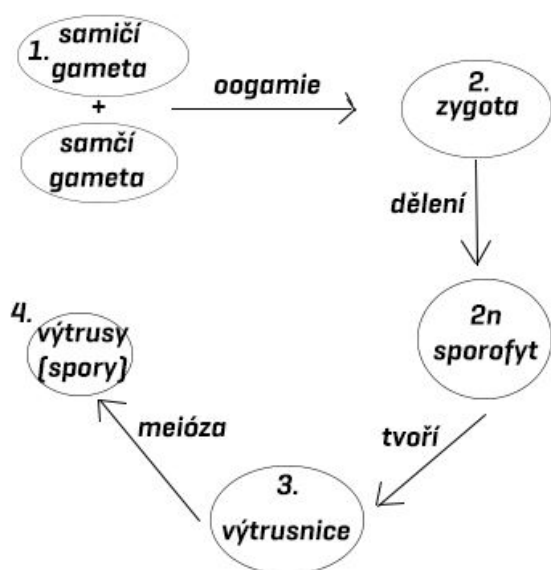 1. samičí
gameta
+
samčí
gameta
oogamie
2.
zygota
dělení
2n
sporofyt
tvoří
3.
výtrusnice
meióza
4.
výtrusy
(spory)